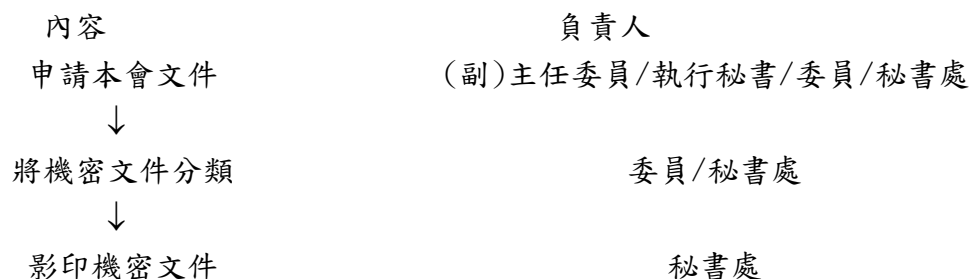 內容 負責人
申請本會文件 (副)主任委員/執行秘書/委員/秘書處
↓
將機密文件分類 委員/秘書處
↓
影印機密文件 秘書處